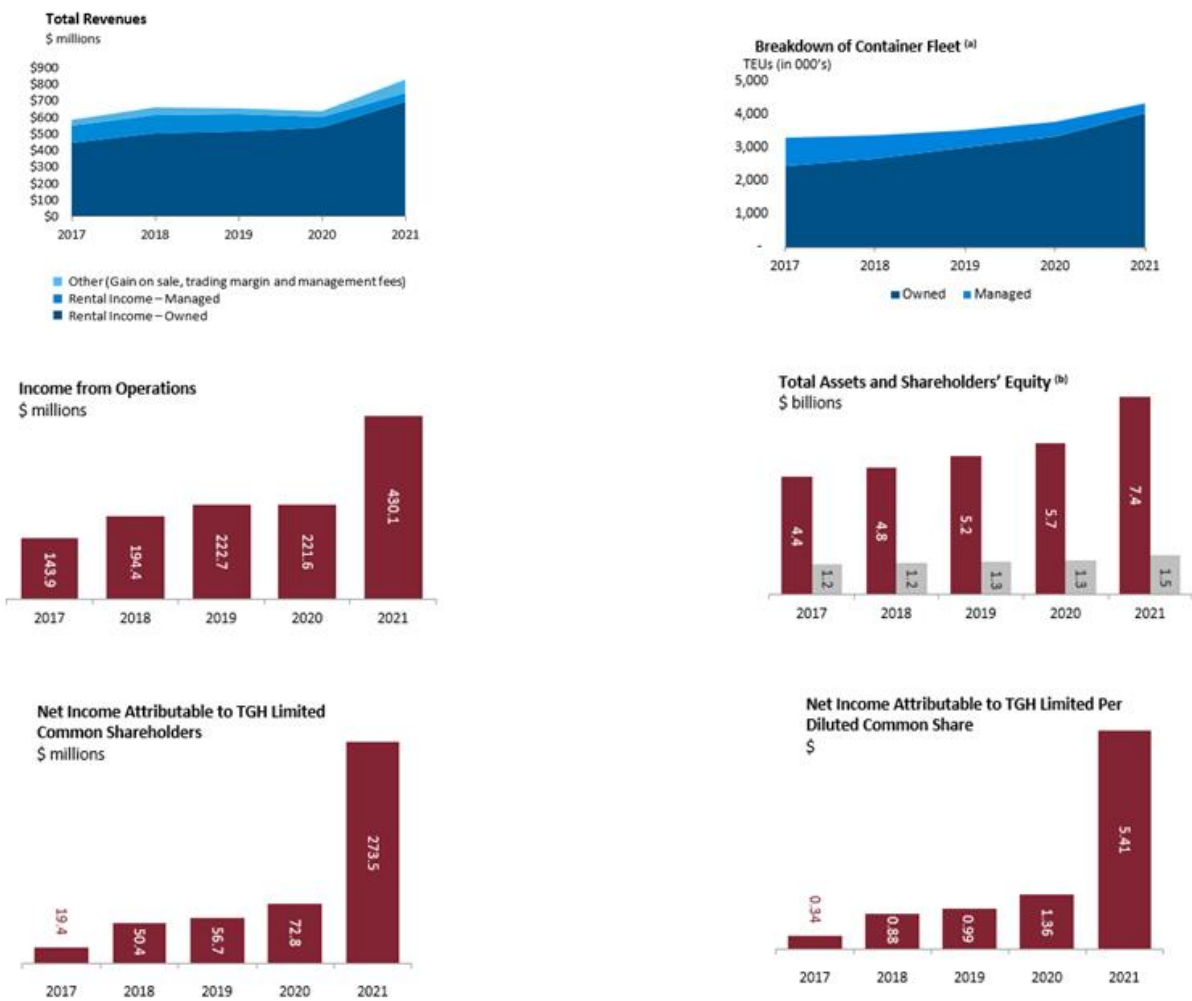 Total Revenues
$ millions
$900
$800
$700
$600
$500
$400
$300
$200
$100
$0
2017 2018 2019 2020 2021
Other (Gain on sale, trading margin and management fees)
Rental Income – Managed
Rental Income – Owned
Breakdown of Container Fleet (a)
TEUs (in 000's)
5,000
4,000
3,000
2,000
1,000
-
2017 2018 2019 2020 2021
Owned Managed
Income from Operations
$ millions
143.9 194.4 222.7 221.6 430.1
2017 2018 2019 2020 2021
Total Assets and Shareholders' Equity (b)
$ billions
4.4 1.2 4.8 1.2 5.2 1.3 5.7 1.3 7.4 1.5
2017 2018 2019 2020 2021
Net Income Attributable to TGH Limited
Common Shareholders
$ millions
19.4 50.4 56.7 72.8 273.5
2017 2018 2019 2020 2021
Net Income Attributable to TGH Limited Per
Diluted Common Share
$
0.34 0.88 0.99 1.36 5.41
2017 2018 2019 2020 2021